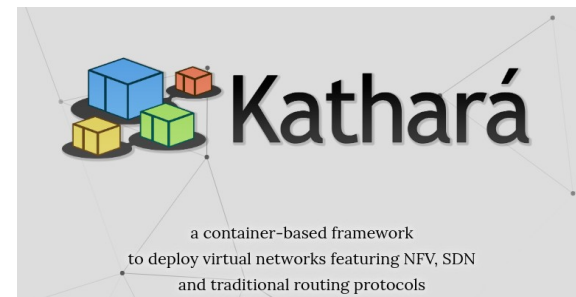 Kathará
a container-based framework
to deploy virtual networks featuring NFV, SDN
and traditional routing protocols